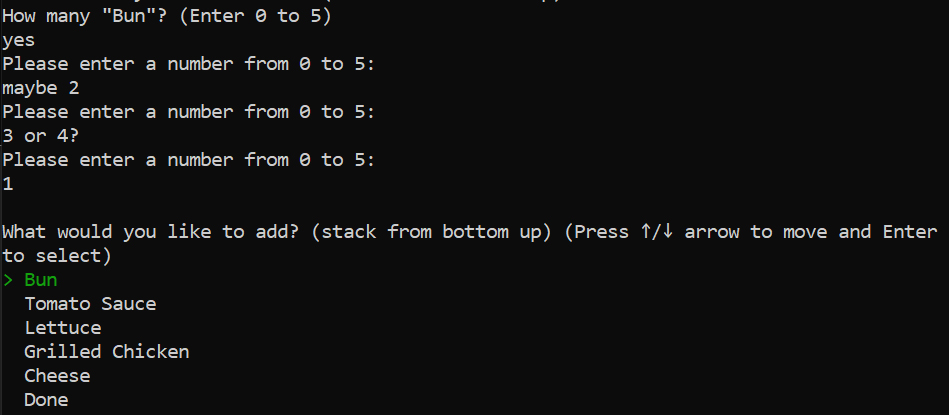 How many "Bun"? (Enter 0 to 5)
yes
Please enter a number from 0 to 5:
maybe 2
Please enter a number from 0 to 5:
3 or 4?
Please enter a number from 0 to 5:
1
What would you like to add? (stack from bottom up) (Press ↑/↓ arrow to move and Enter
to select)
> Bun
Tomato Sauce
Lettuce
Grilled Chicken
Cheese
Done